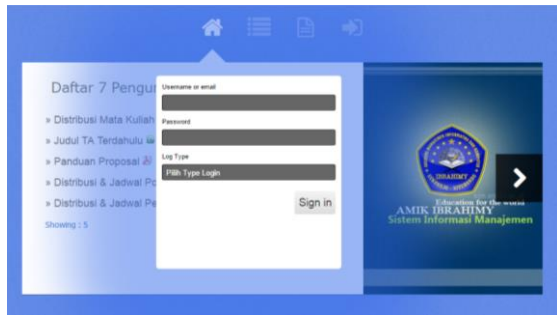 Daftar 7 Pengu
» Distribusi Mata Kuliah
» Judul TA Terdahulu
» Panduan Proposal
» Distribusi & Jadwal Pe
» Distribusi & Jadwal Pe
Showing : 5
Username or email
Password
Log Type
Pilih Type Login
Sign in
IBRAHIMY
Education for the world
AMIK IBRAHIMY
Sistem Informasi Manajemen